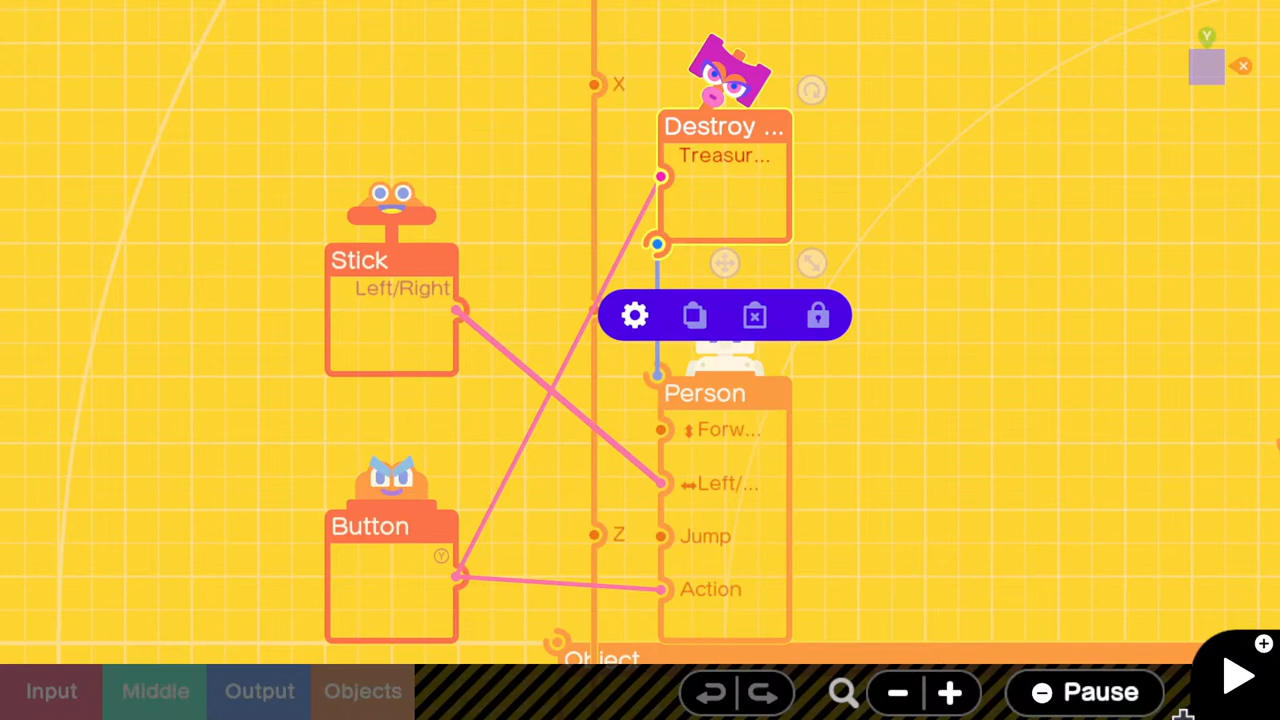 Y
X
X
Destroy ...
Treasur...
Stick
Left/Right
Person
Forw...
Left/...
Button
Y
Z
Jump
Action
Object
Input
Middle
Output
Objects
Pause